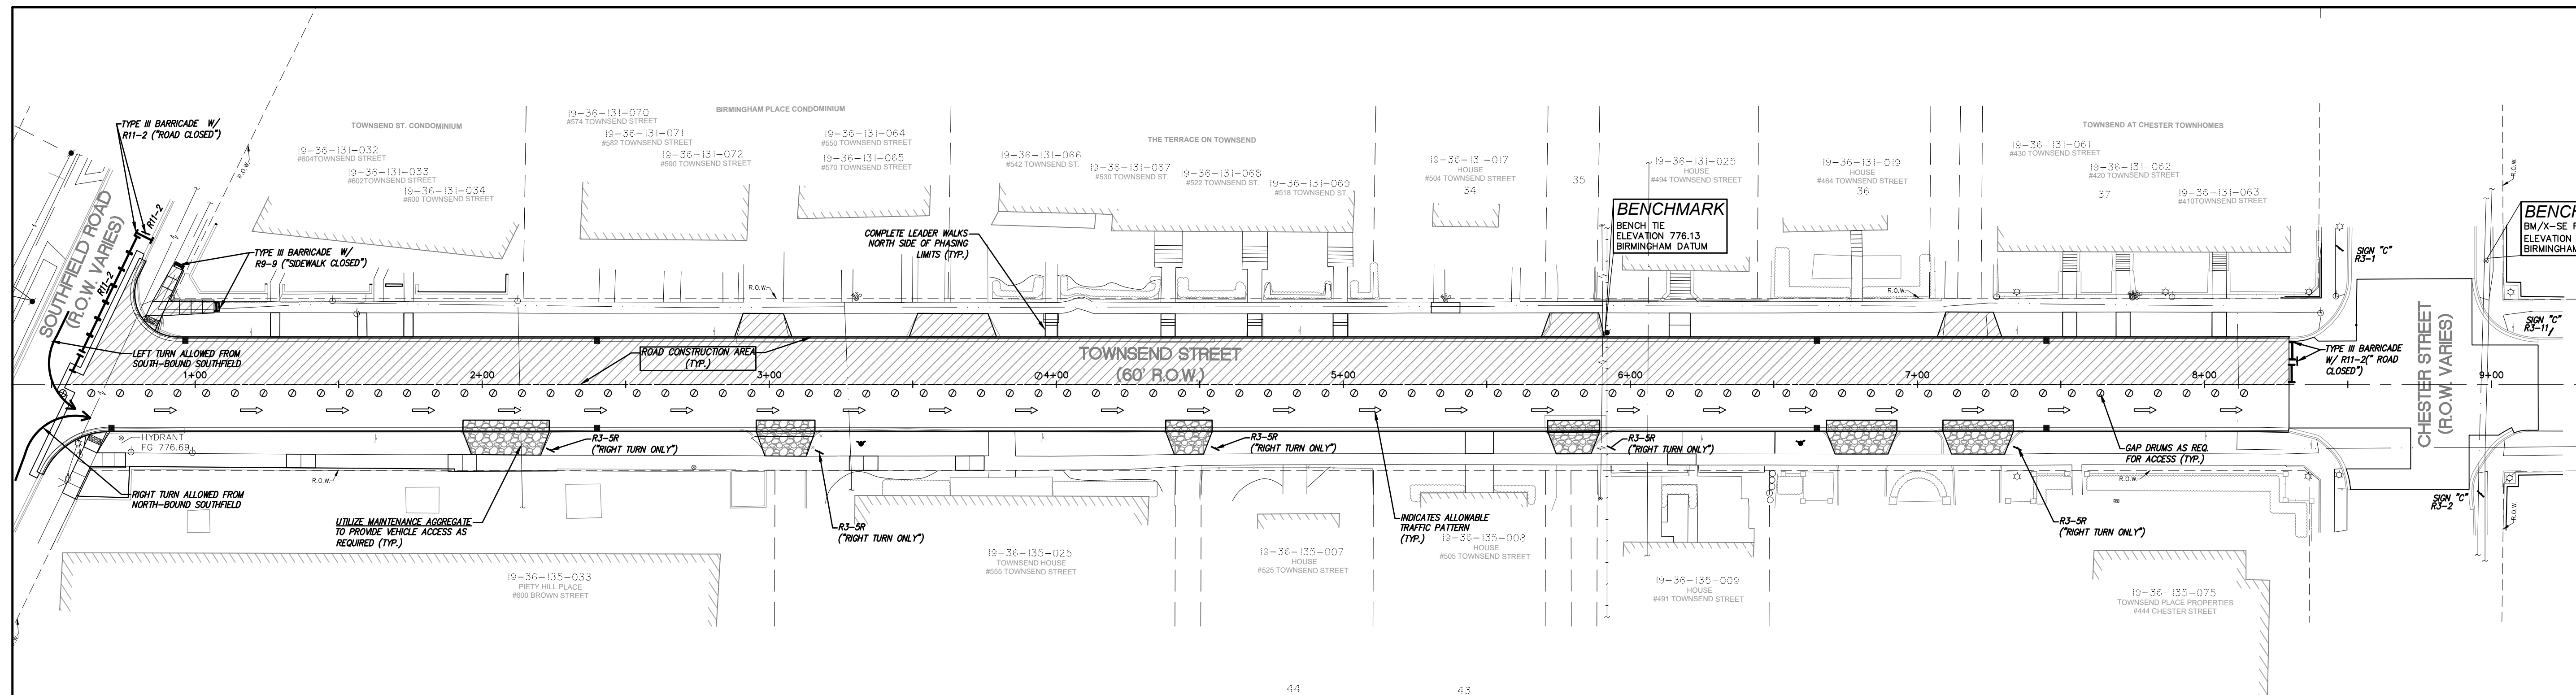 TYPE III BARRICADE W/
R11-2 ("ROAD CLOSED")
R.O.W.
TOWNSEND ST. CONDOMINIUM
19-36-131-032
#604TOWNSEND STREET
19-36-131-033
#602TOWNSEND STREET
19-36-131-034
#600 TOWNSEND STREET
19-36-131-070
#574 TOWNSEND STREET
19-36-131-071
#582 TOWNSEND STREET
19-36-131-072
#590 TOWNSEND STREET
BIRMINGHAM PLACE CONDOMINIUM
19-36-131-064
#550 TOWNSEND STREET
19-36-131-065
#570 TOWNSEND STREET
THE TERRACE ON TOWNSEND
19-36-131-066
#542 TOWNSEND ST.
19-36-131-067
#530 TOWNSEND ST.
19-36-131-068
#522 TOWNSEND ST.
19-36-131-069
#518 TOWNSEND ST.
19-36-131-017
HOUSE
#504 TOWNSEND STREET
34
35
19-36-131-025
HOUSE
#494 TOWNSEND STREET
19-36-131-019
HOUSE
#464 TOWNSEND STREET
36
TOWNSEND AT CHESTER TOWNHOMES
19-36-131-061
#430 TOWNSEND STREET
19-36-131-062
#420 TOWNSEND STREET
37
19-36-131-063
#410TOWNSEND STREET
R.O.W.
SOUTHFIELD ROAD
(R.O.W. VARIES)
R11-2
R11-2
TYPE III BARRICADE W/
R9-9 ("SIDEWALK CLOSED")
COMPLETE LEADER WALKS
NORTH SIDE OF PHASING
LIMITS (TYP.)
BENCHMARK
BENCH TIE
ELEVATION 776.13
BIRMINGHAM DATUM
BENCH
BM/X-SE
ELEVATION
BIRMINGHAM
SIGN "C"
R3-1
R.O.W.
R.O.W.
SIGN "C"
R3-11
LEFT TURN ALLOWED FROM
SOUTH-BOUND SOUTHFIELD
ROAD CONSTRUCTION AREA
(TYP.)
TOWNSEND STREET
(60' R.O.W.)
TYPE III BARRICADE
W/ R11-2(" ROAD
CLOSED")
CHESTER STREET
(R.O.W. VARIES)
1+00
2+00
3+00
4+00
5+00
6+00
7+00
8+00
9+00
HYDRANT
FG 776.69
R.O.W.
R3-5R
("RIGHT TURN ONLY")
R3-5R
("RIGHT TURN ONLY")
R3-5R
("RIGHT TURN ONLY")
GAP DRUMS AS REQ.
FOR ACCESS (TYP.)
R.O.W.
RIGHT TURN ALLOWED FROM
NORTH-BOUND SOUTHFIELD
UTILIZE MAINTENANCE AGGREGATE
TO PROVIDE VEHICLE ACCESS AS
REQUIRED (TYP.)
R3-5R
("RIGHT TURN ONLY")
INDICATES ALLOWABLE
TRAFFIC PATTERN
(TYP.)
R3-5R
("RIGHT TURN ONLY")
SIGN "C"
R3-2
R.O.W.
19-36-135-033
PIETY HILL PLACE
#600 BROWN STREET
19-36-135-025
TOWNSEND HOUSE
#555 TOWNSEND STREET
19-36-135-007
HOUSE
#525 TOWNSEND STREET
19-36-135-008
HOUSE
#505 TOWNSEND STREET
19-36-135-009
HOUSE
#491 TOWNSEND STREET
19-36-135-075
TOWNSEND PLACE PROPERTIES
#444 CHESTER STREET
44
43